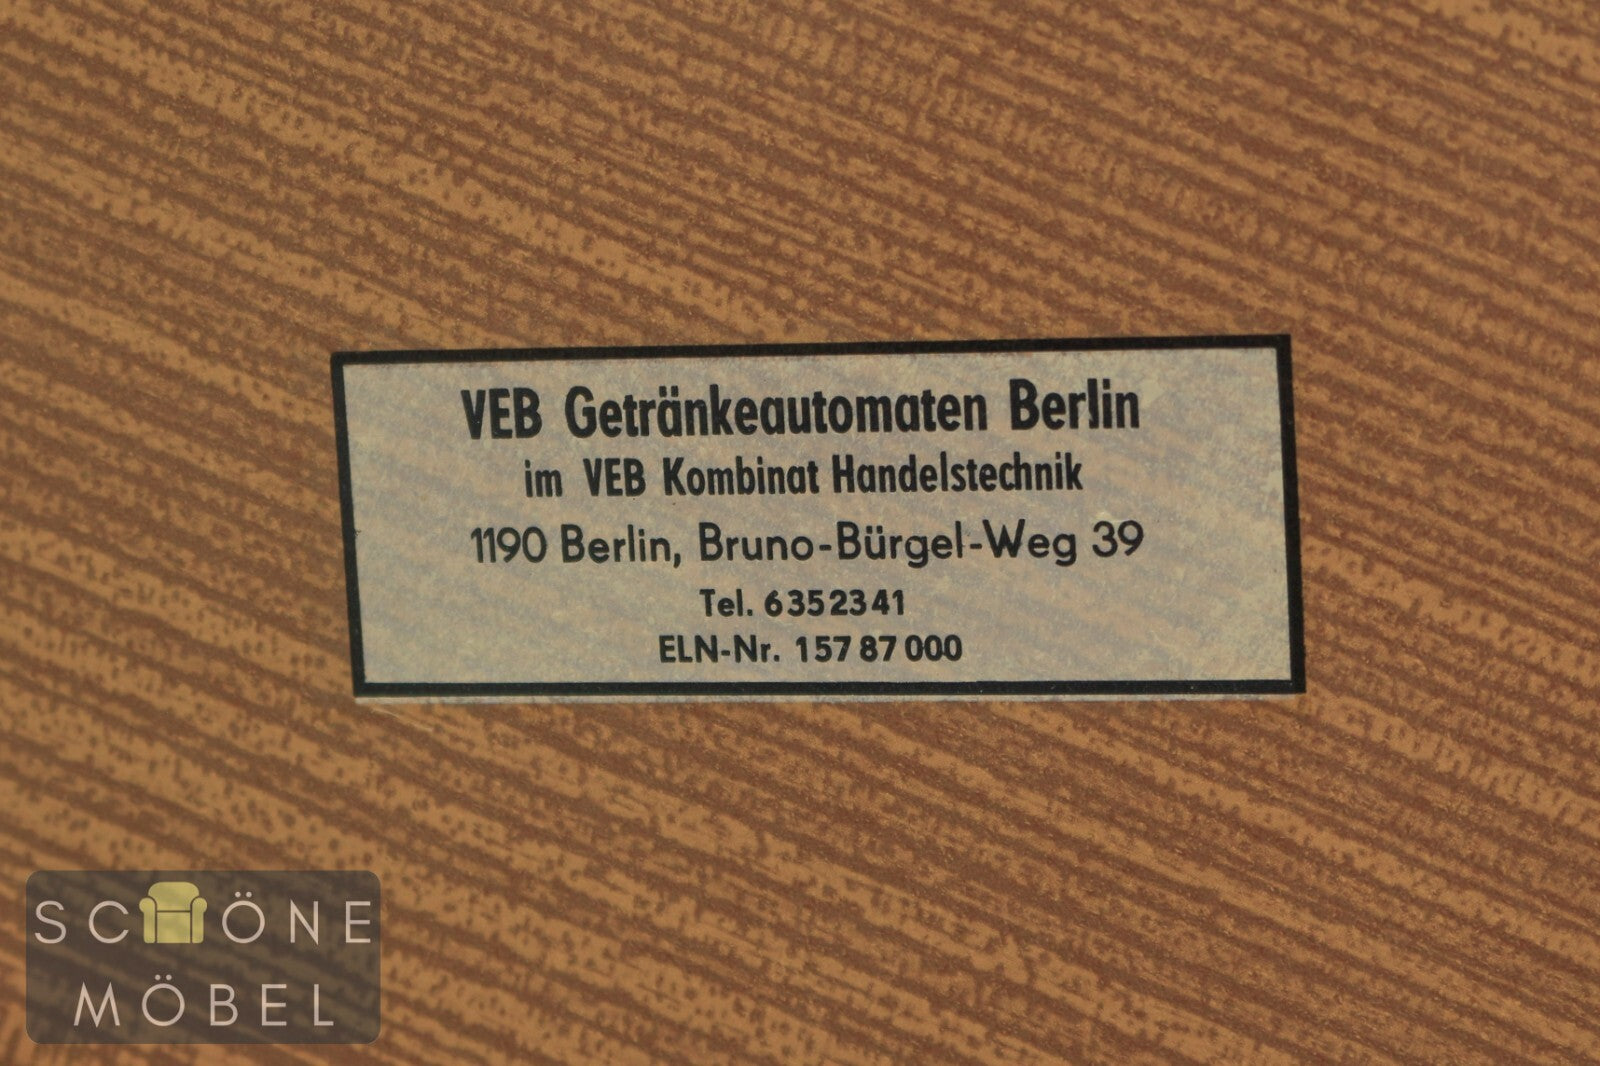 VEB Getränkeautomaten Berlin
im VEB Kombinat Handelstechnik
1190 Berlin, Bruno-Bürgel-Weg 39
Tel. 6352341
ELN-Nr. 157 87 000
SCHÖNE
MÖBEL